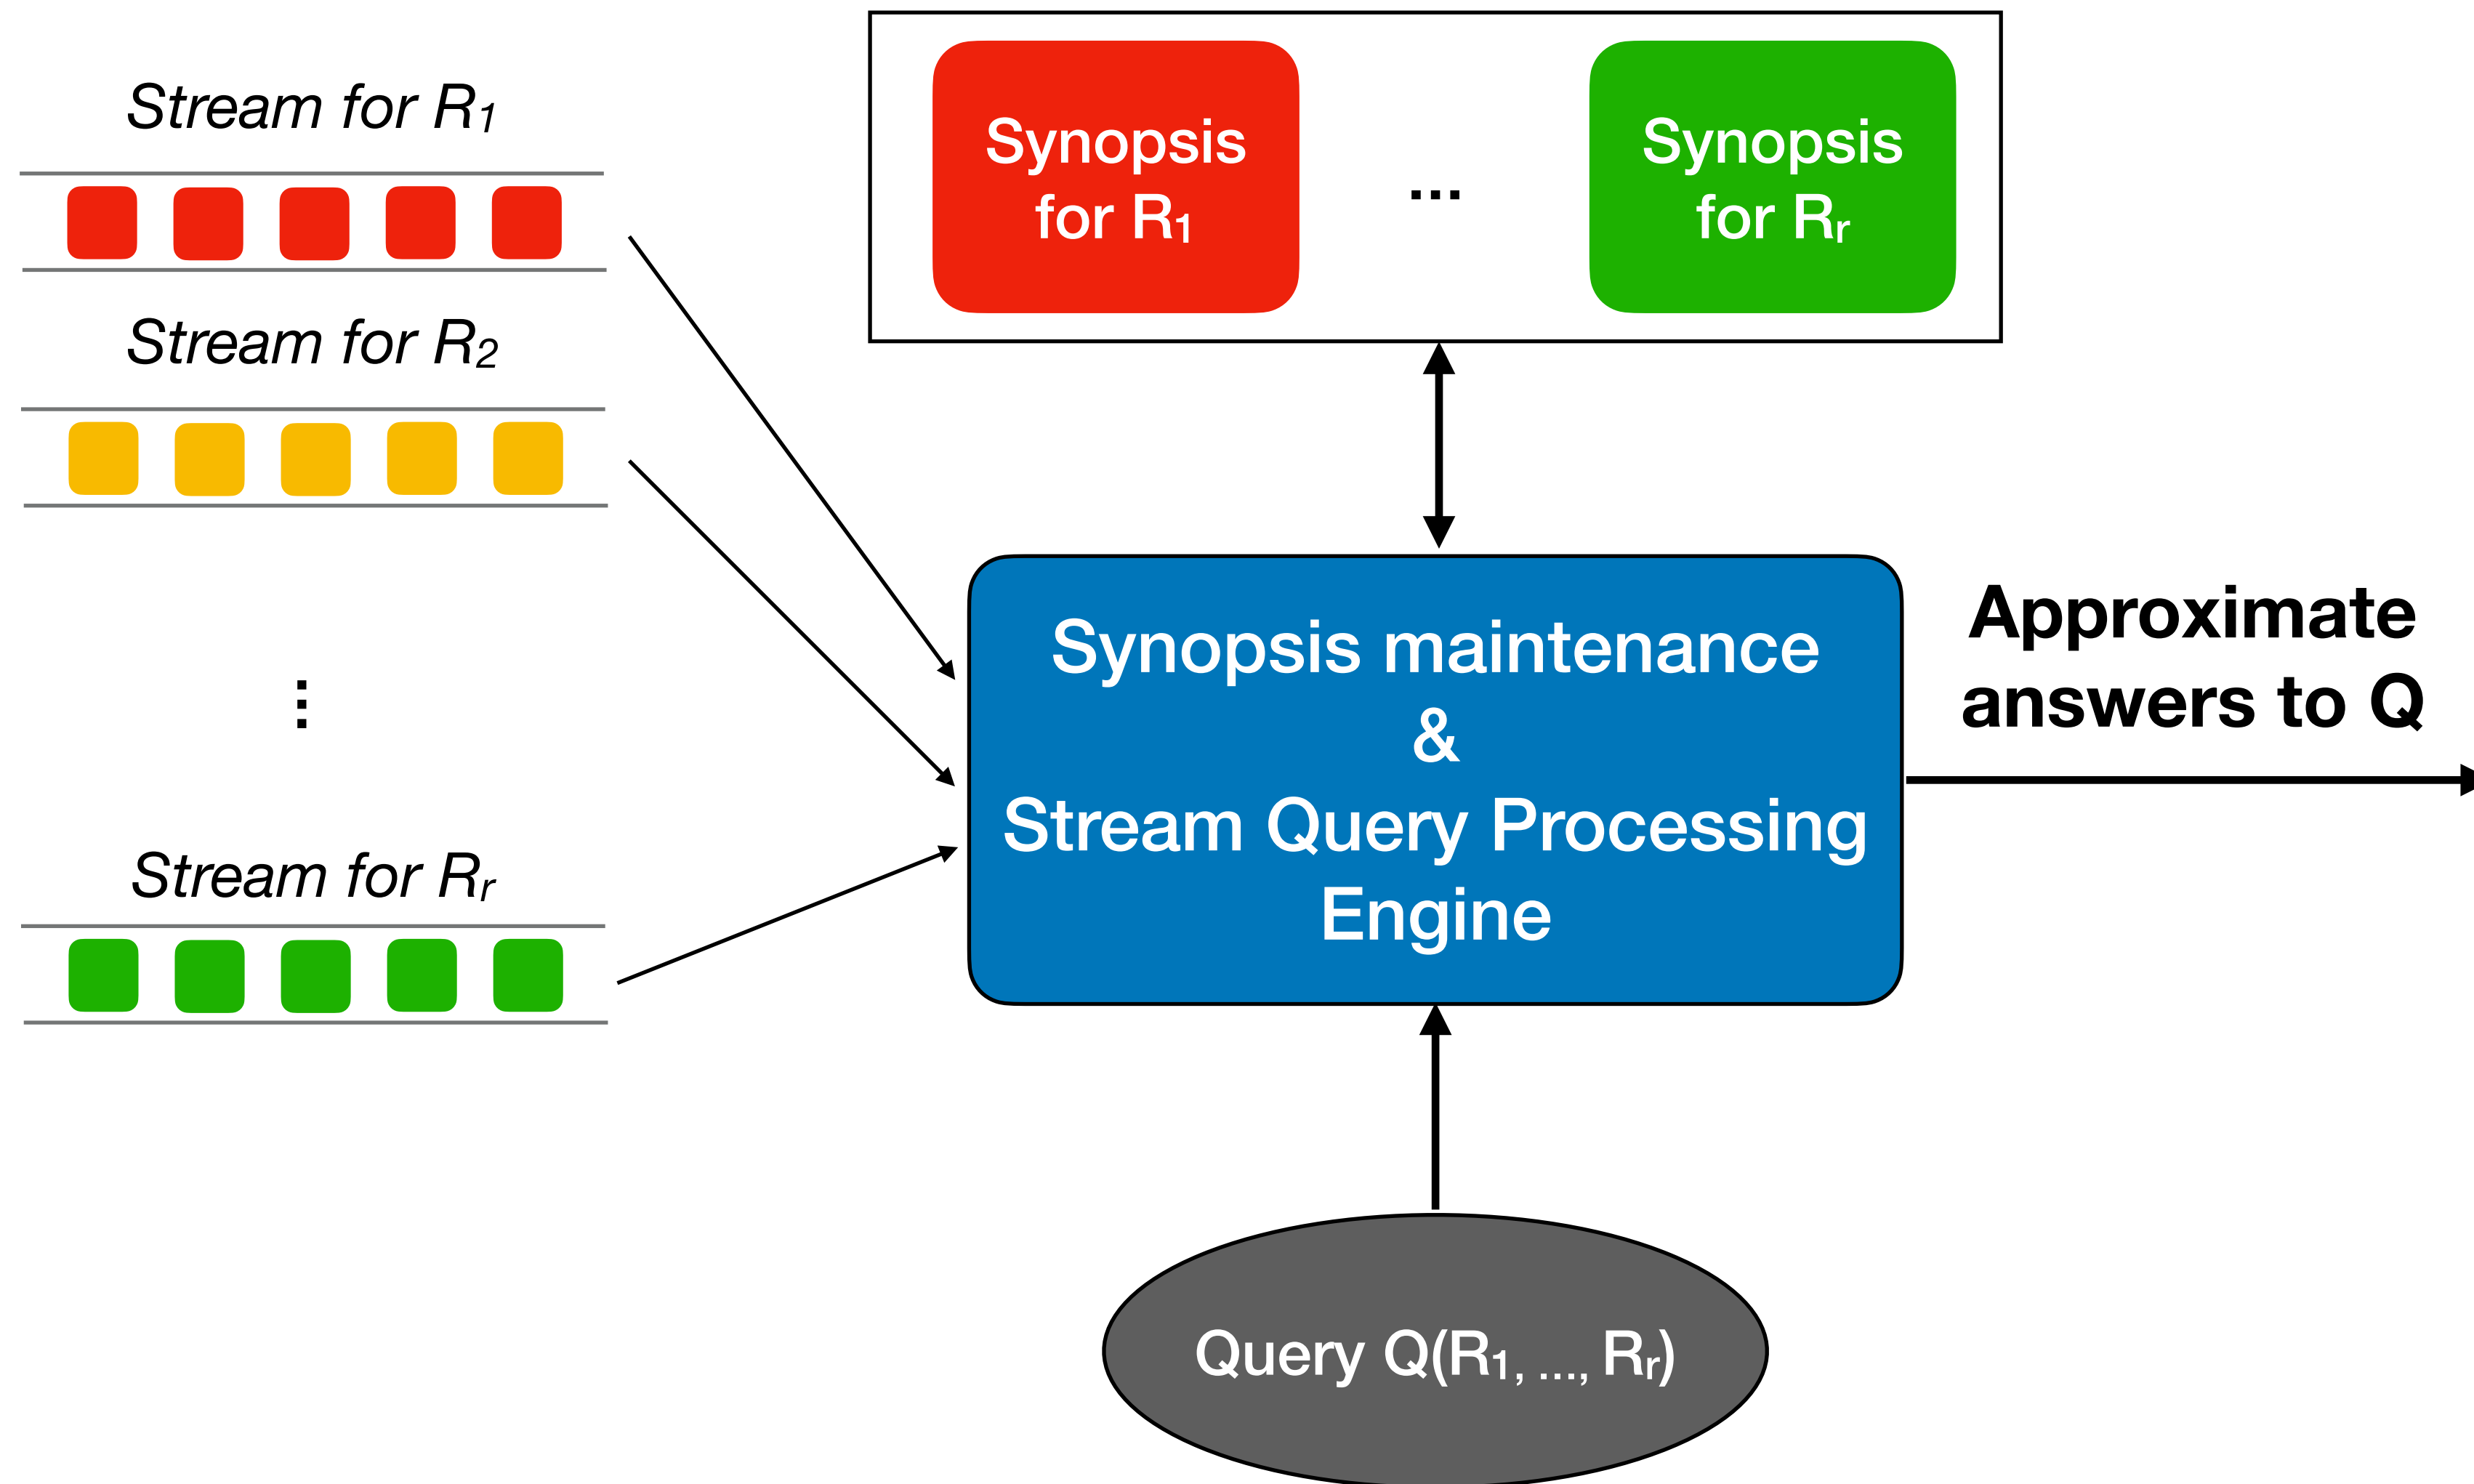 Stream for R₁
Stream for R₂
⋮
Stream for Rᵣ
Synopsis
for R₁
...
Synopsis
for Rᵣ
Synopsis maintenance
&
Stream Query Processing
Engine
Approximate
answers to Q
Query Q(R₁, ..., Rᵣ)